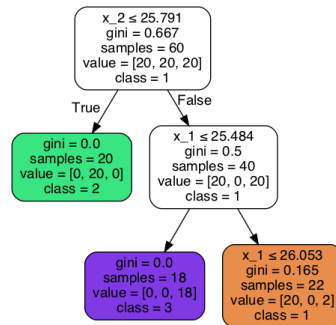 x_2 ≤ 25.791
gini = 0.667
samples = 60
value = [20, 20, 20]
class = 1
True
False
gini = 0.0
samples = 20
value = [0, 20, 0]
class = 2
x_1 ≤ 25.484
gini = 0.5
samples = 40
value = [20, 0, 20]
class = 1
gini = 0.0
samples = 18
value = [0, 0, 18]
class = 3
x_1 ≤ 26.053
gini = 0.165
samples = 22
value = [20, 0, 2]
class = 1